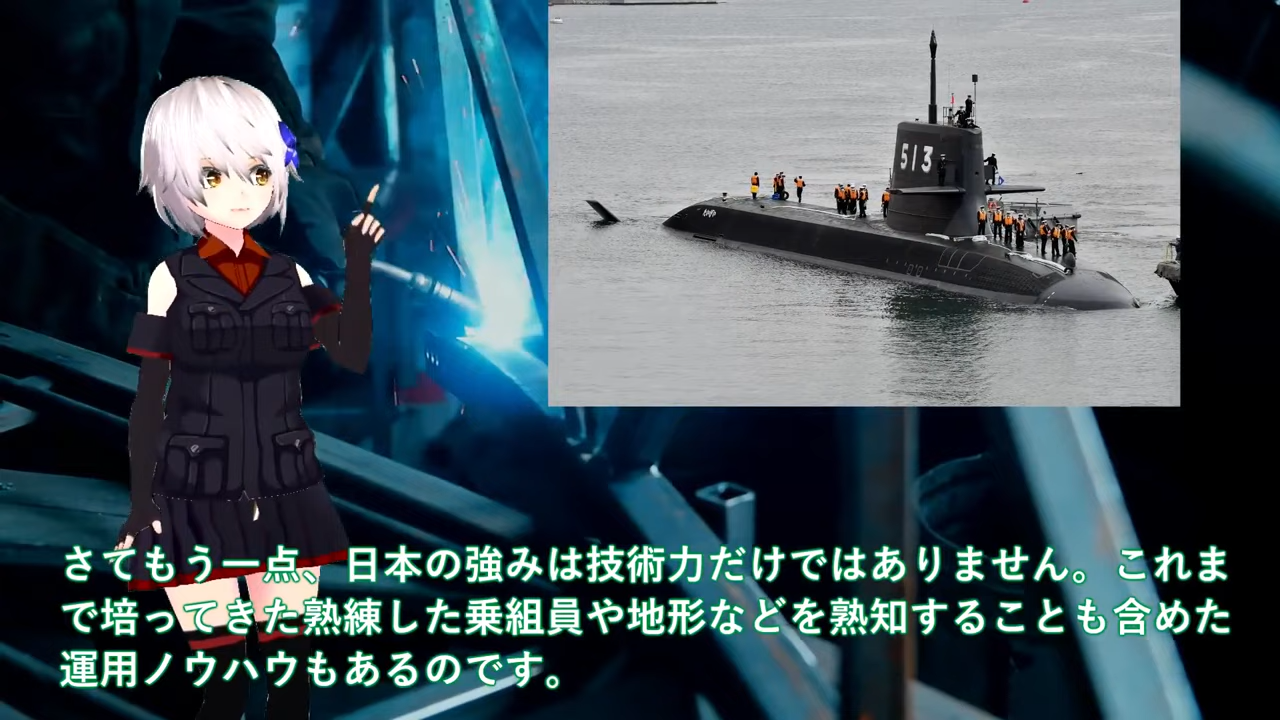 513
さてもう一点、日本の強みは技術力だけではありません。これま
で培ってきた熟練した乗組員や地形などを熟知することも含めた
運用ノウハウもあるのです。